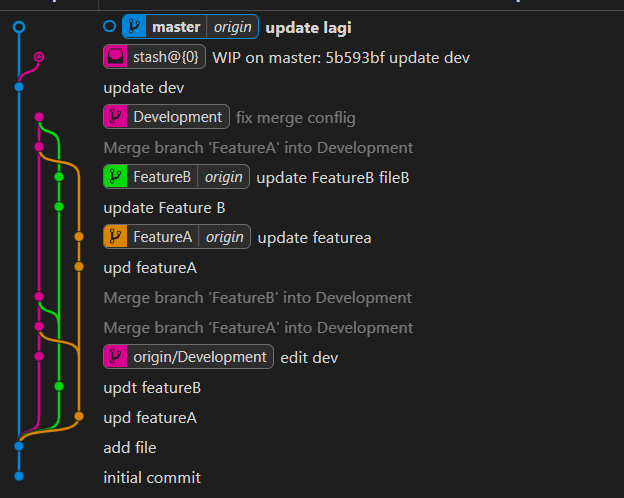 master origin update lagi
stash@{0} WIP on master: 5b593bf update dev
update dev
Development fix merge conflig
Merge branch 'FeatureA' into Development
FeatureB origin update FeatureB fileB
update Feature B
FeatureA origin update featurea
upd featureA
Merge branch 'FeatureB' into Development
Merge branch 'FeatureA' into Development
origin/Development edit dev
updt featureB
upd featureA
add file
initial commit